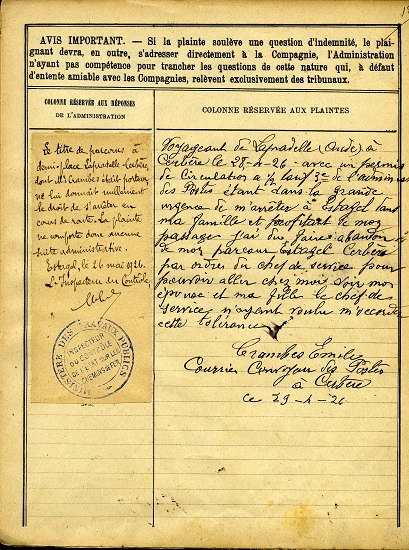 AVIS IMPORTANT. — Si la plainte soulève une question d'indemnité, le plai-
gnant devra, en outre, s'adresser directement à la Compagnie, l'Administration
n'ayant pas compétence pour trancher les questions de cette nature qui, à défaut
d'entente amiable avec les Compagnies, relèvent exclusivement des tribunaux.
COLONNE RÉSERVÉE AUX RÉPONSES
DE L'ADMINISTRATION
Le titre de parcours à
demi-place Lapradelle-Cerbère,
dont M. Crambes était porteur
ne lui donnait nullement
le droit de s'arrêter en
cours de route. La plainte
ne comporte donc aucune
suite administrative.
Estagel, le 26 mai 1926.
L'Inspecteur du Contrôle,
MINISTÈRE DES TRAVAUX PUBLICS
INSPECTEUR
DU CONTRÔLE
DE L'ÉTAT SUR LES
CHEMINS DE FER
COLONNE RÉSERVÉE AUX PLAINTES
Voyageant de Lapradelle (Aude) à
Cerbère le 28-4-26 - avec un permis
de Circulation a ½ tarif 3e de l'adminis
des Postes étant dans la grande
urgence de m'arrêter à Estagel
ma famille et profitant de mon
passage j'ai du faire abandon
de mon parcours Estagel Cerbère
par ordres du chef de service pour
pouvoir aller chez moi voir mon
épouse et ma fille le chef de
service n'ayant voulu m'accorder
cette tolérance
Crambes Emile
Courrier Convoyeur des Postes
à Cerbère
ce 29-4-26